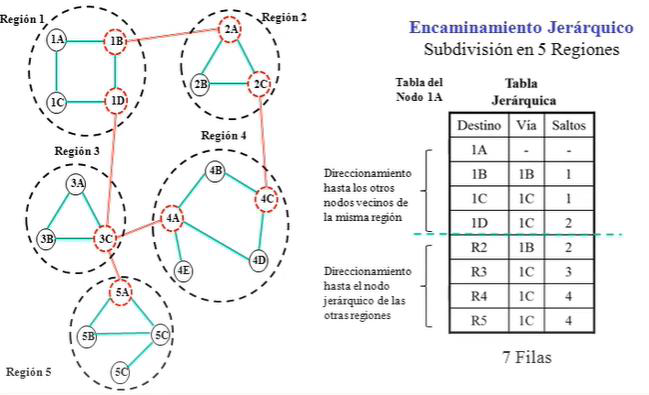 Región 1
1A
1B
1C
1D
Región 2
2A
2B
2C
Región 3
3A
3B
3C
Región 4
4B
4A
4C
4D
4E
Región 5
5A
5B
5C
5C
Encaminamiento Jerárquico
Subdivisión en 5 Regiones
Tabla del
Nodo 1A
Tabla
Jerárquica
Destino Vía Saltos
1A - -
1B 1B 1
1C 1C 1
1D 1C 2
R2 1B 2
R3 1C 3
R4 1C 4
R5 1C 4
Direccionamiento
hasta los otros
nodos vecinos de
la misma región
Direccionamiento
hasta el nodo
jerárquico de las
otras regiones
7 Filas